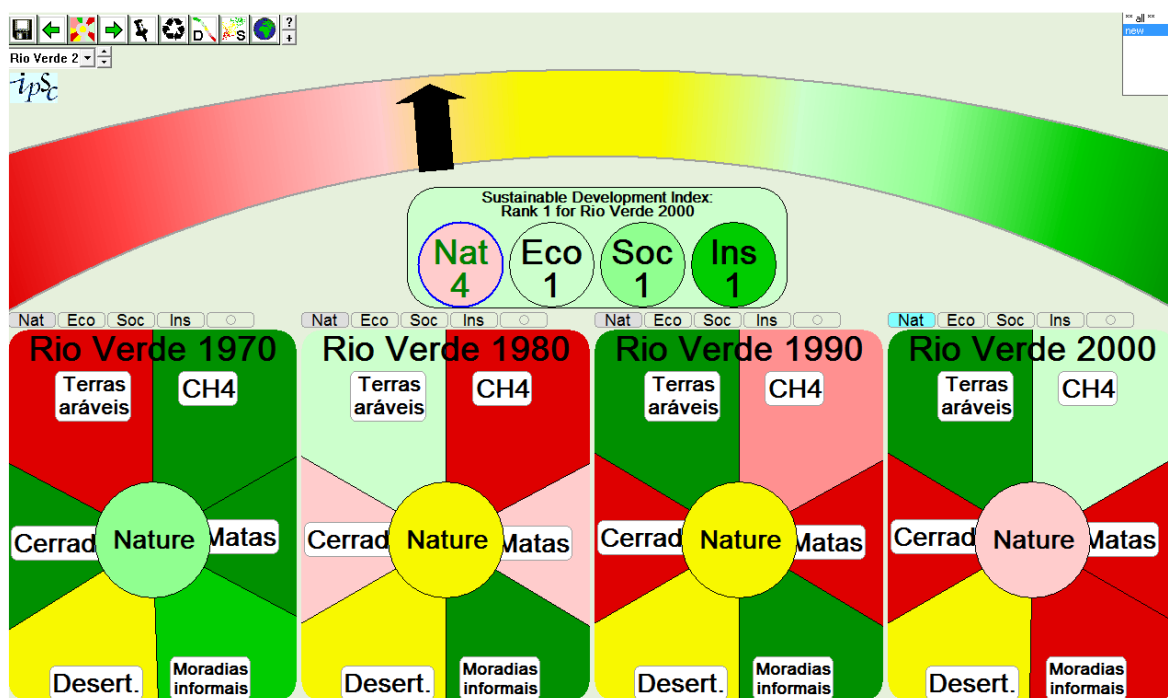 D
A-S
?
+
Rio Verde 2
** all **
new
ipSc
Sustainable Development Index:
Rank 1 for Rio Verde 2000
Nat Eco Soc Ins
4 1 1 1
Nat Eco Soc Ins
Nat Eco Soc Ins
Nat Eco Soc Ins
Nat Eco Soc Ins
Rio Verde 1970
Terras
aráveis
CH4
Cerrad
Nature
Matas
Desert.
Moradias
informais
Rio Verde 1980
Terras
aráveis
CH4
Cerrad
Nature
Matas
Desert.
Moradias
informais
Rio Verde 1990
Terras
aráveis
CH4
Cerrad
Nature
Matas
Desert.
Moradias
informais
Rio Verde 2000
Terras
aráveis
CH4
Cerrad
Nature
Matas
Desert.
Moradias
informais